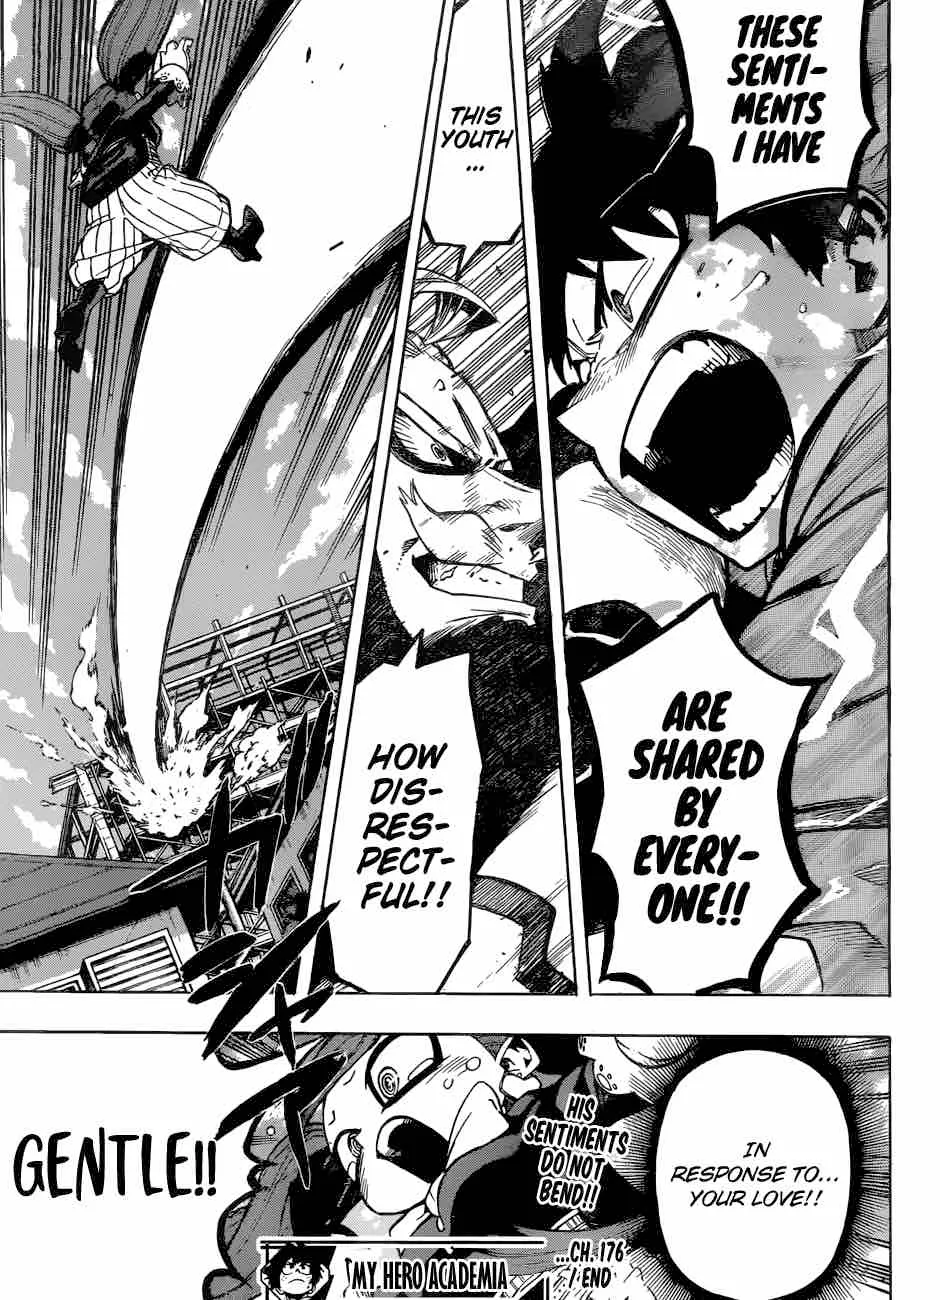 THESE
SENTI-
MENTS
I HAVE
ARE
SHARED
BY
EVERY-
ONE!!
THIS
YOUTH
...
HOW
DIS-
RES-
PECT-
FUL!!
IN
RESPONSE TO...
YOUR LOVE!!
HIS
SENTIMENTS
DO NOT
BEND!!
GENTLE!!
...CH. 176
/ END
MY HERO ACADEMIA